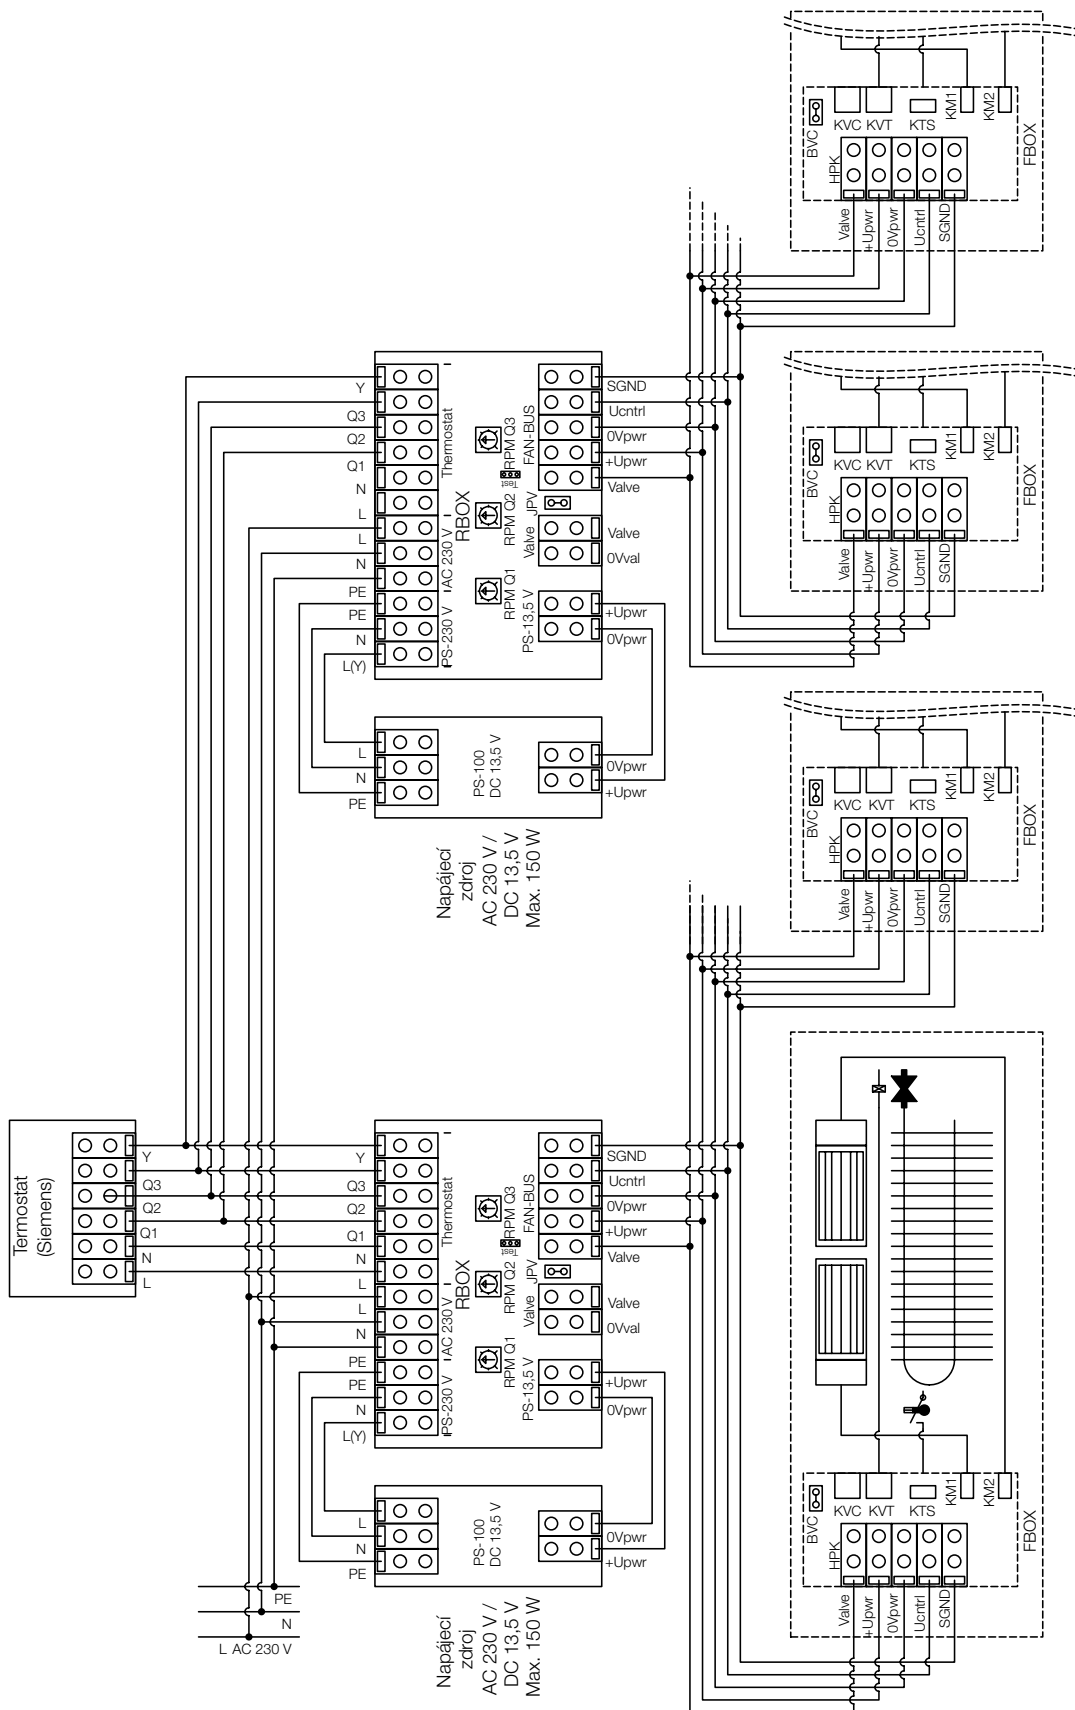 BVC
HPK
KVC
KVT
KTS
KM1
KM2
FBOX
Valve
+Upwr
0Vpwr
Ucntrl
SGND
Y
Q3
Q2
Q1
N
L
L
N
PE
PE
N
L(Y)
Thermostat
AC 230 V
PS-230 V
RBOX
RPM Q3
Test
RPM Q2
RPM Q1
FAN-BUS
JPV
Valve
PS-13,5 V
SGND
Ucntrl
0Vpwr
+Upwr
Valve
Valve
0Vval
+Upwr
0Vpwr
BVC
HPK
KVC
KVT
KTS
KM1
KM2
FBOX
Valve
+Upwr
0Vpwr
Ucntrl
SGND
L
N
PE
PS-100
DC 13,5 V
0Vpwr
+Upwr
Napájecí
zdroj
AC 230 V /
DC 13,5 V
Max. 150 W
BVC
HPK
KVC
KVT
KTS
KM1
KM2
FBOX
Valve
+Upwr
0Vpwr
Ucntrl
SGND
Termostat
(Siemens)
Y
Q3
Q2
Q1
N
L
Y
Q3
Q2
Q1
N
L
L
N
PE
PE
N
L(Y)
Thermostat
AC 230 V
PS-230 V
RBOX
RPM Q3
Test
RPM Q2
RPM Q1
FAN-BUS
JPV
Valve
PS-13,5 V
SGND
Ucntrl
0Vpwr
+Upwr
Valve
Valve
0Vval
+Upwr
0Vpwr
L
N
PE
PS-100
DC 13,5 V
0Vpwr
+Upwr
Napájecí
zdroj
AC 230 V /
DC 13,5 V
Max. 150 W
BVC
HPK
KVC
KVT
KTS
KM1
KM2
FBOX
Valve
+Upwr
0Vpwr
Ucntrl
SGND
PE
N
L AC 230 V